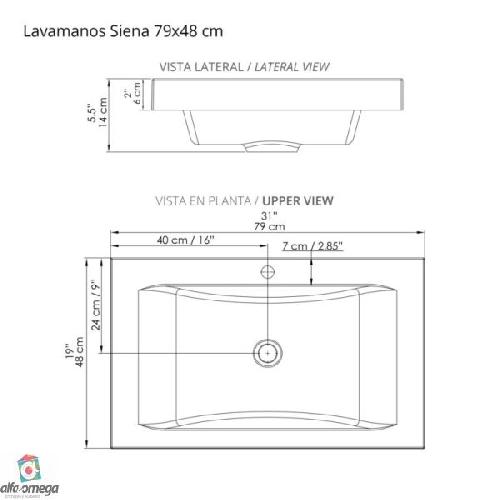 Lavamanos Siena 79x48 cm
VISTA LATERAL / LATERAL VIEW
5.5"
14 cm
2"
6 cm
VISTA EN PLANTA / UPPER VIEW
31"
79 cm
40 cm / 16"
7 cm / 2.85"
24 cm / 9"
19"
48 cm
alfa omega